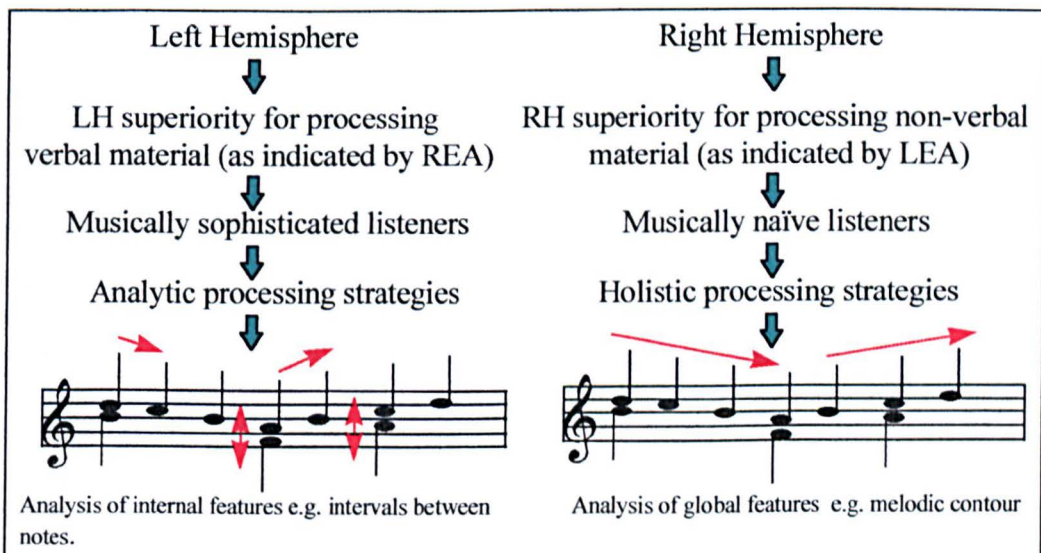 Left Hemisphere
LH superiority for processing
verbal material (as indicated by REA)
Musically sophisticated listeners
Analytic processing strategies
Analysis of internal features e.g. intervals between
notes.
Right Hemisphere
RH superiority for processing non-verbal
material (as indicated by LEA)
Musically naïve listeners
Holistic processing strategies
Analysis of global features e.g. melodic contour